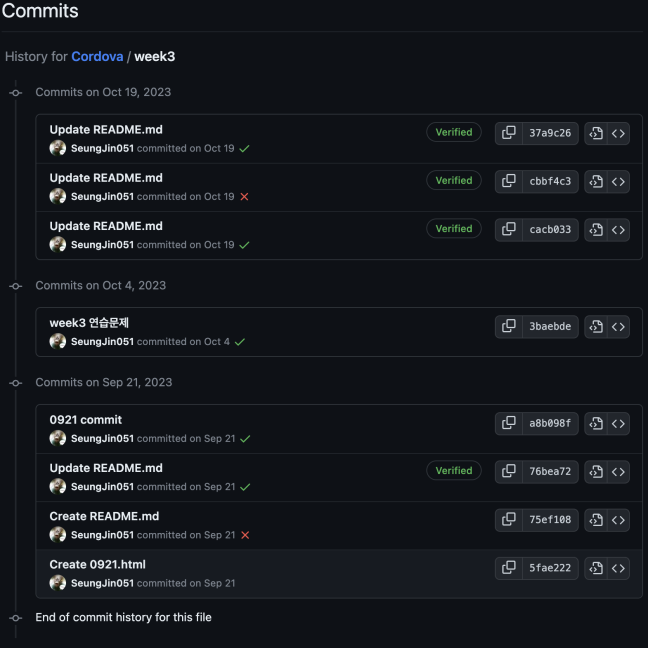 Commits
History for Cordova / week3
Commits on Oct 19, 2023
Update README.md
Verified
37a9c26
SeungJin051 committed on Oct 19
Update README.md
Verified
cbbf4c3
SeungJin051 committed on Oct 19
Update README.md
Verified
cacb033
SeungJin051 committed on Oct 19
Commits on Oct 4, 2023
week3 연습문제
3baebde
SeungJin051 committed on Oct 4
Commits on Sep 21, 2023
0921 commit
a8b098f
SeungJin051 committed on Sep 21
Update README.md
Verified
76bea72
SeungJin051 committed on Sep 21
Create README.md
75ef108
SeungJin051 committed on Sep 21
Create 0921.html
5fae222
SeungJin051 committed on Sep 21
End of commit history for this file